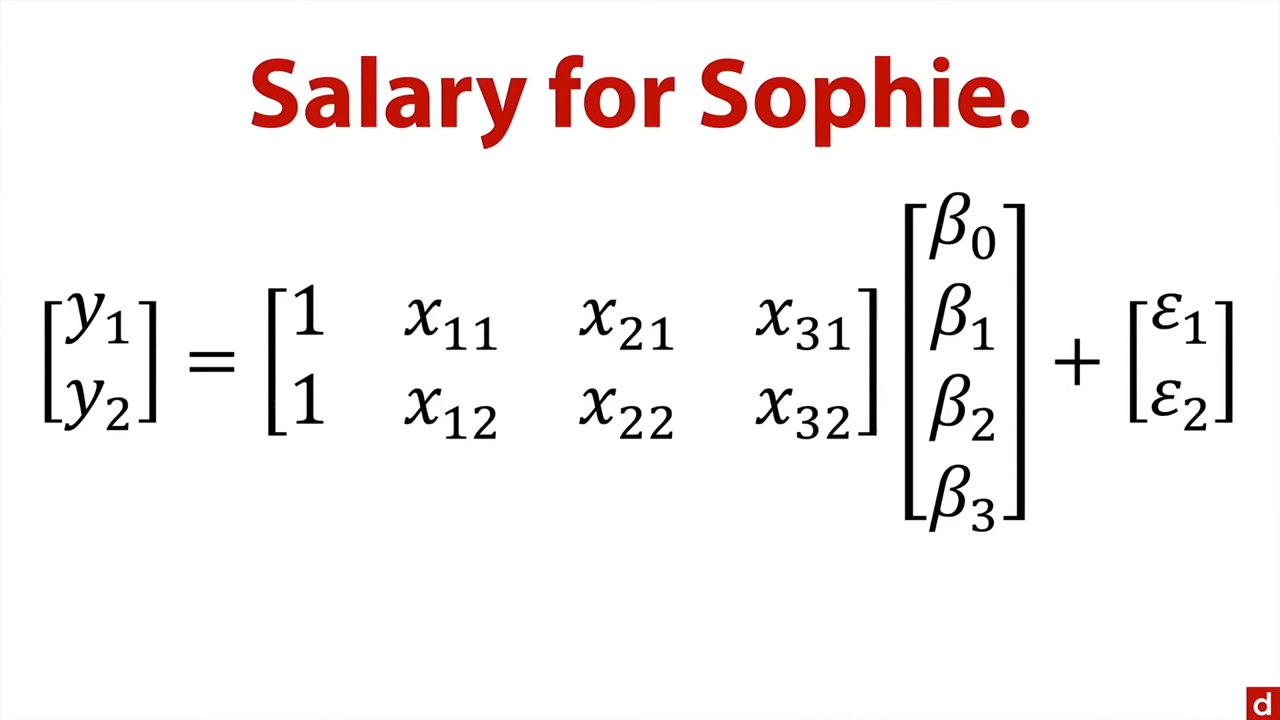 Salary for Sophie.
[y₁ y₂] = [1 x₁₁ x₂₁ x₃₁ 1 x₁₂ x₂₂ x₃₂] [β₀ β₁ β₂ β₃] + [ε₁ ε₂]
d